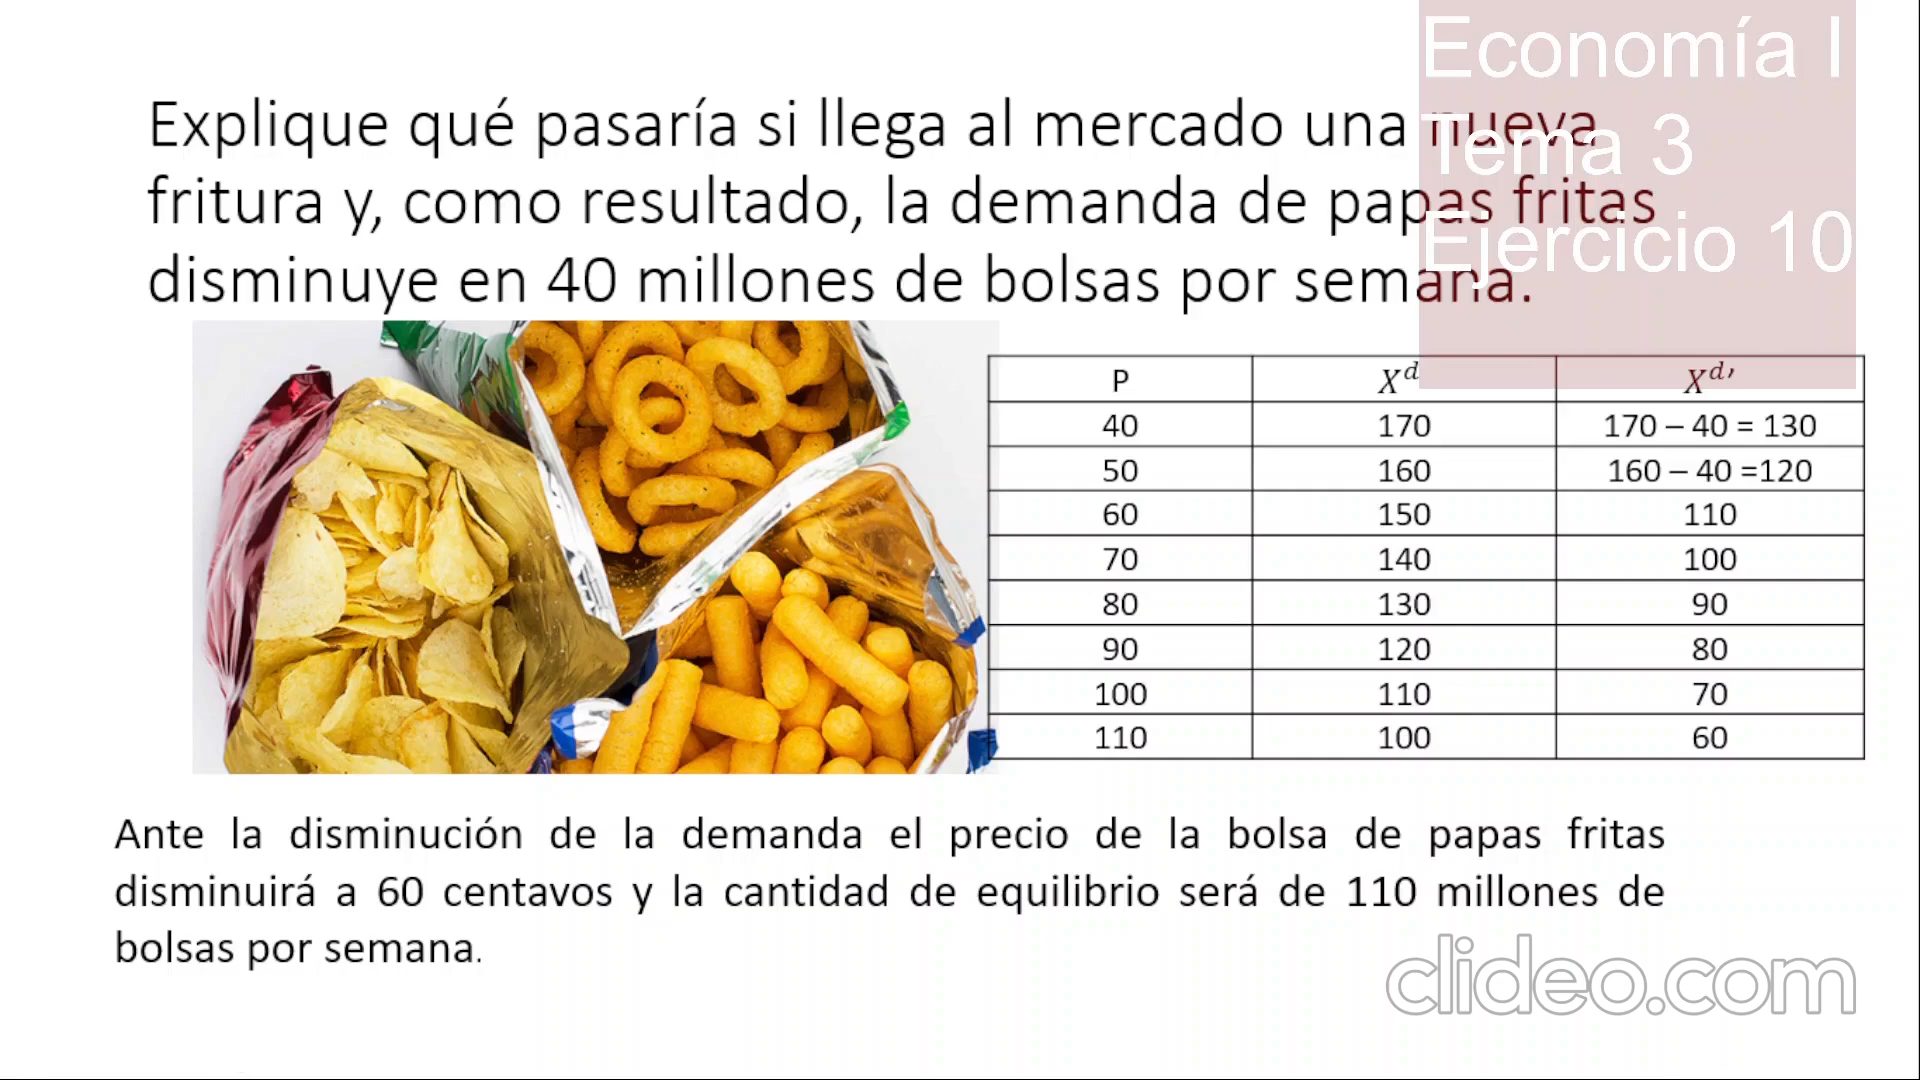 Economía I
Tema 3
Ejercicio 10
Explique qué pasaría si llega al mercado una nueva
fritura y, como resultado, la demanda de papas fritas
disminuye en 40 millones de bolsas por semana.
P X^d X^d′
40 170 170 – 40 = 130
50 160 160 – 40 =120
60 150 110
70 140 100
80 130 90
90 120 80
100 110 70
110 100 60
Ante la disminución de la demanda el precio de la bolsa de papas fritas
disminuirá a 60 centavos y la cantidad de equilibrio será de 110 millones de
bolsas por semana.
clideo.com